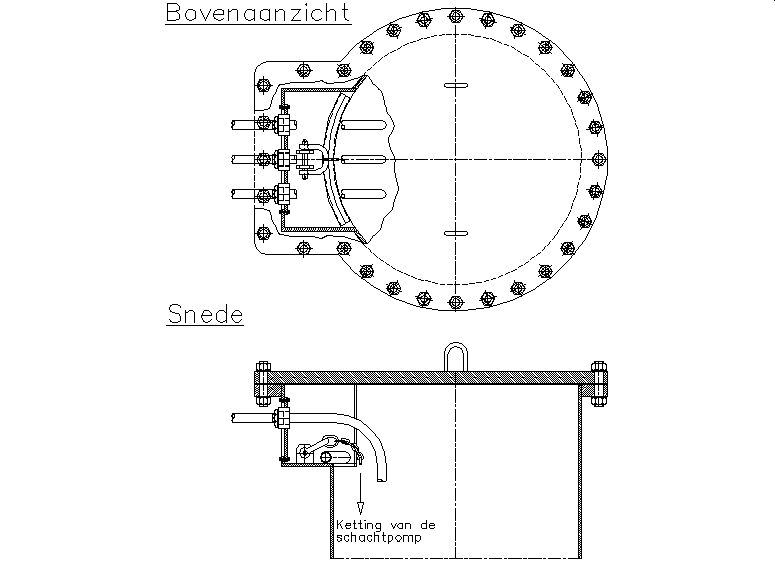 Bovenaanzicht
Snede
Ketting van de
schachtpomp